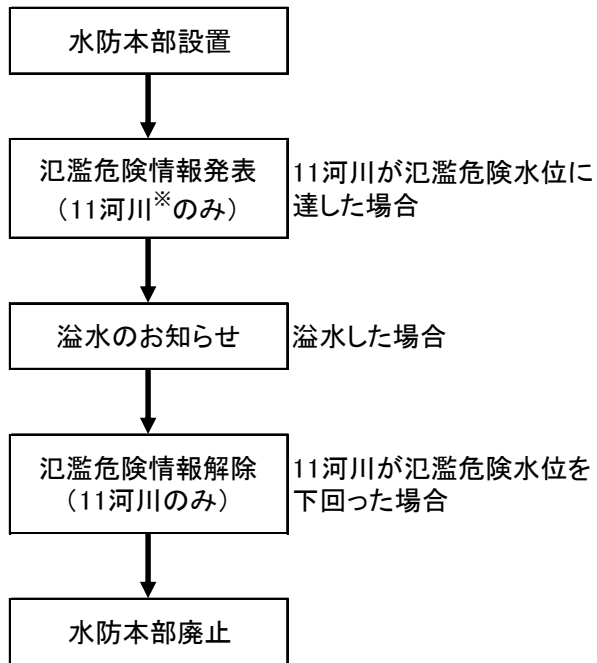 水防本部設置
氾濫危険情報発表
（11河川※のみ）
11河川が氾濫危険水位に
達した場合
溢水のお知らせ
溢水した場合
氾濫危険情報解除
（11河川のみ）
11河川が氾濫危険水位を
下回った場合
水防本部廃止